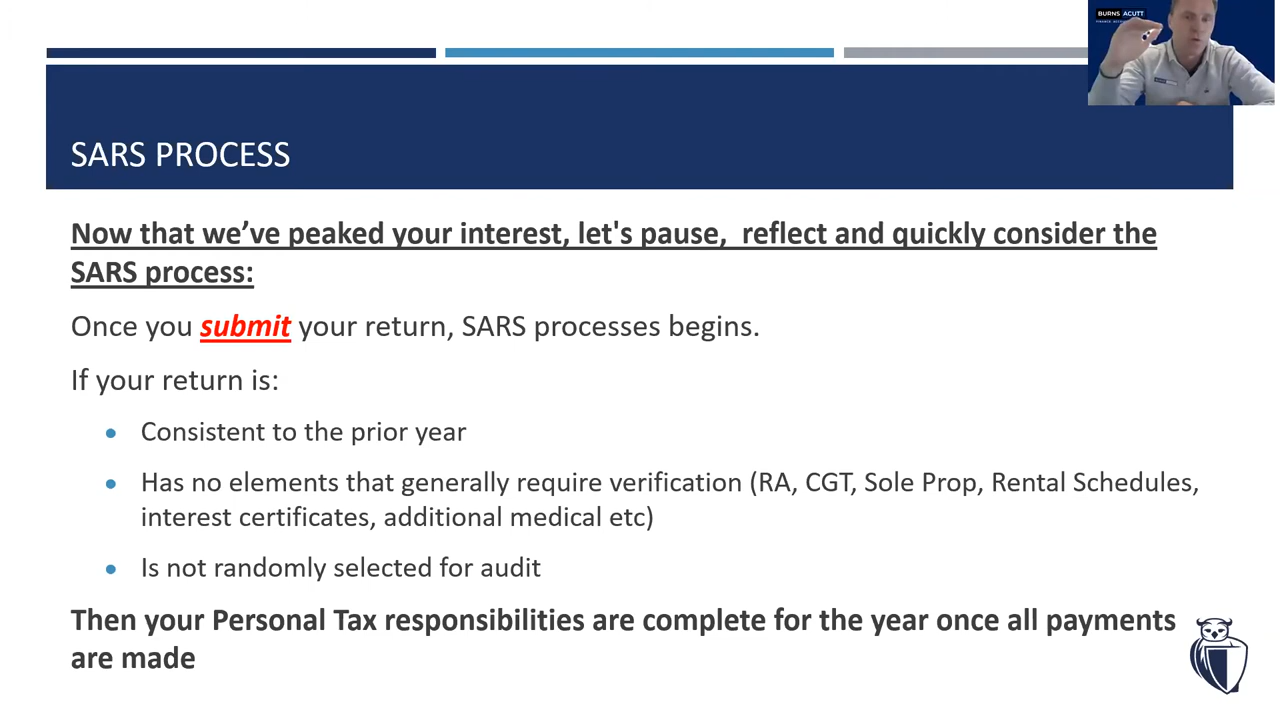 BURNS ACUTT
SARS PROCESS
Now that we’ve peaked your interest, let's pause,  reflect and quickly consider the
SARS process:
Once you submit your return, SARS processes begins.
If your return is:
• Consistent to the prior year
• Has no elements that generally require verification (RA, CGT, Sole Prop, Rental Schedules,
interest certificates, additional medical etc)
• Is not randomly selected for audit
Then your Personal Tax responsibilities are complete for the year once all payments
are made